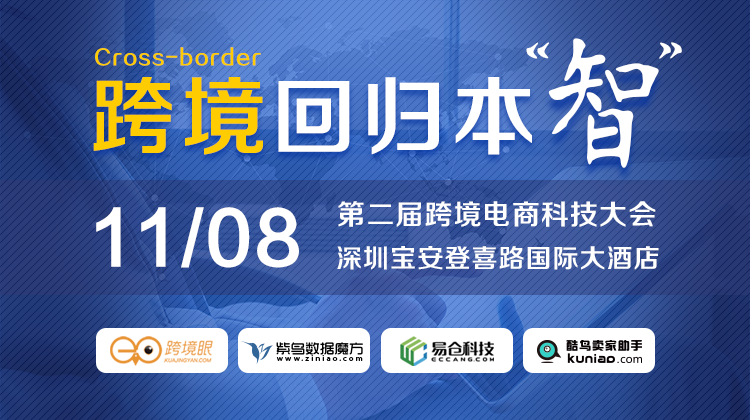 Cross-border
跨境回归本“智”
11/08
第二届跨境电商科技大会
深圳宝安登喜路国际大酒店
跨境眼
KUAJINGYAN.COM
紫鸟数据魔方
www.ziniao.com
易仓科技
ECCANG.COM
酷鸟卖家助手
kuniao.com